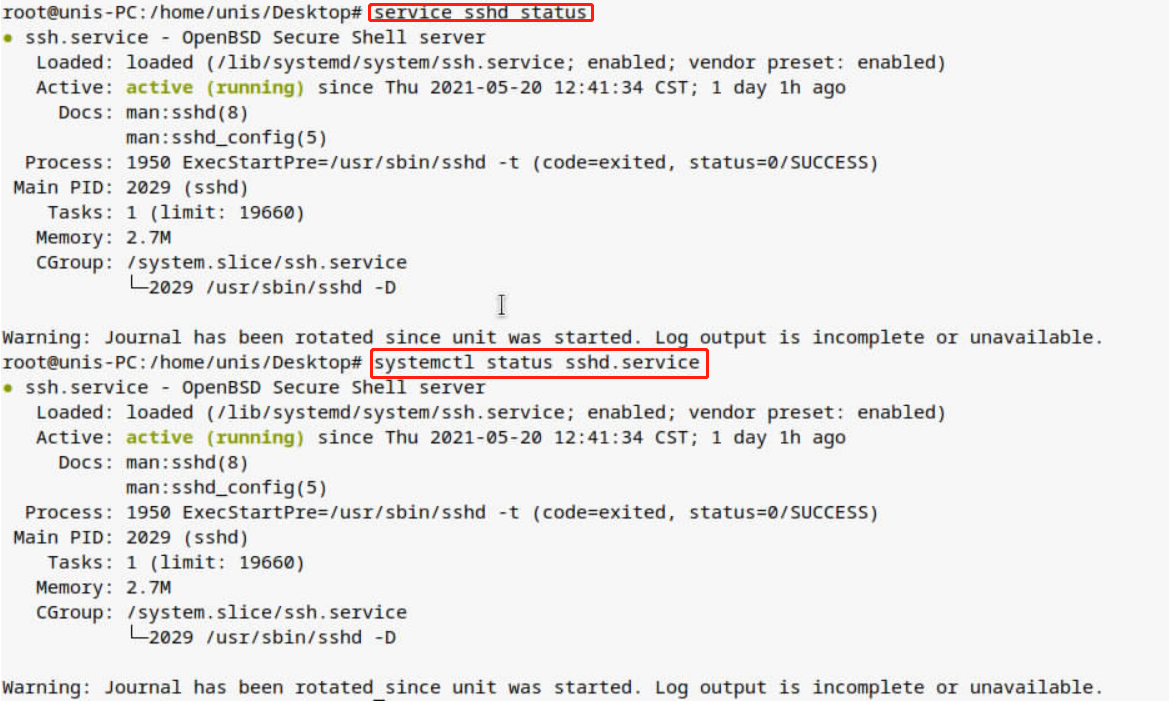 root@unis-PC:/home/unis/Desktop# service sshd status
● ssh.service - OpenBSD Secure Shell server
   Loaded: loaded (/lib/systemd/system/ssh.service; enabled; vendor preset: enabled)
   Active: active (running) since Thu 2021-05-20 12:41:34 CST; 1 day 1h ago
     Docs: man:sshd(8)
           man:sshd_config(5)
  Process: 1950 ExecStartPre=/usr/sbin/sshd -t (code=exited, status=0/SUCCESS)
 Main PID: 2029 (sshd)
    Tasks: 1 (limit: 19660)
   Memory: 2.7M
   CGroup: /system.slice/ssh.service
           └─2029 /usr/sbin/sshd -D
Warning: Journal has been rotated since unit was started. Log output is incomplete or unavailable.
root@unis-PC:/home/unis/Desktop# systemctl status sshd.service
● ssh.service - OpenBSD Secure Shell server
   Loaded: loaded (/lib/systemd/system/ssh.service; enabled; vendor preset: enabled)
   Active: active (running) since Thu 2021-05-20 12:41:34 CST; 1 day 1h ago
     Docs: man:sshd(8)
           man:sshd_config(5)
  Process: 1950 ExecStartPre=/usr/sbin/sshd -t (code=exited, status=0/SUCCESS)
 Main PID: 2029 (sshd)
    Tasks: 1 (limit: 19660)
   Memory: 2.7M
   CGroup: /system.slice/ssh.service
           └─2029 /usr/sbin/sshd -D
Warning: Journal has been rotated since unit was started. Log output is incomplete or unavailable.